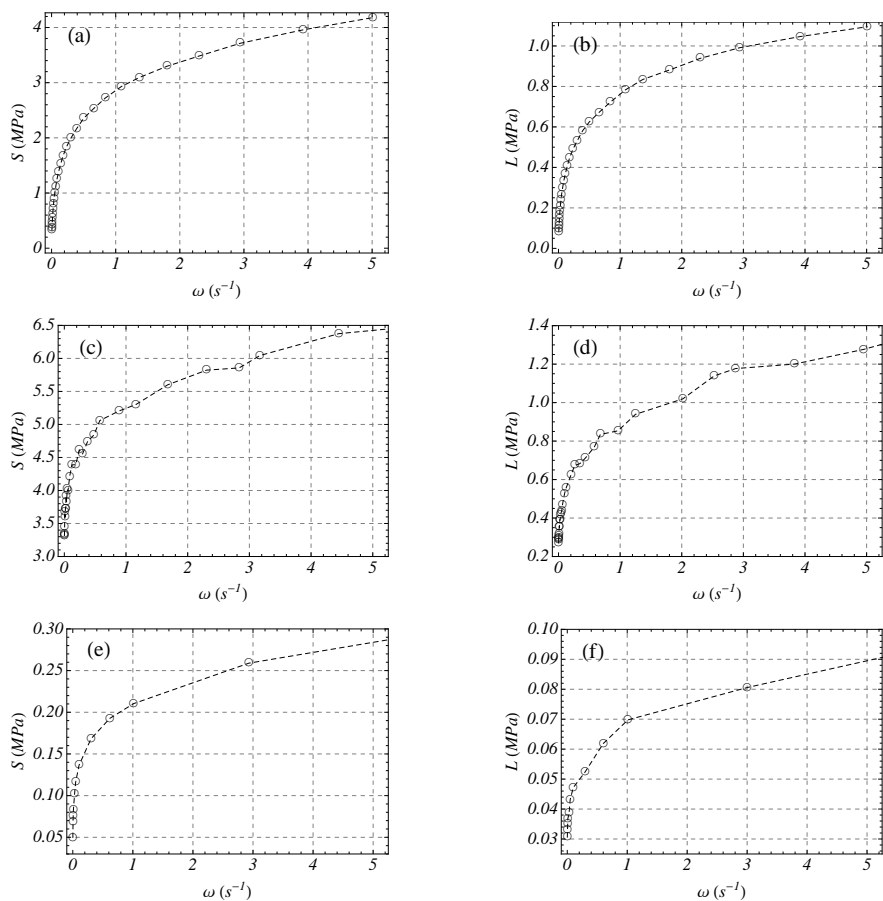 (a)
S (MPa)
4
3
2
1
0
0 1 2 3 4 5
ω (s⁻¹)
(b)
L (MPa)
1.0
0.8
0.6
0.4
0.2
0.0
0 1 2 3 4 5
ω (s⁻¹)
(c)
S (MPa)
6.5
6.0
5.5
5.0
4.5
4.0
3.5
3.0
0 1 2 3 4 5
ω (s⁻¹)
(d)
L (MPa)
1.4
1.2
1.0
0.8
0.6
0.4
0.2
0 1 2 3 4 5
ω (s⁻¹)
(e)
S (MPa)
0.30
0.25
0.20
0.15
0.10
0.05
0 1 2 3 4 5
ω (s⁻¹)
(f)
L (MPa)
0.10
0.09
0.08
0.07
0.06
0.05
0.04
0.03
0 1 2 3 4 5
ω (s⁻¹)